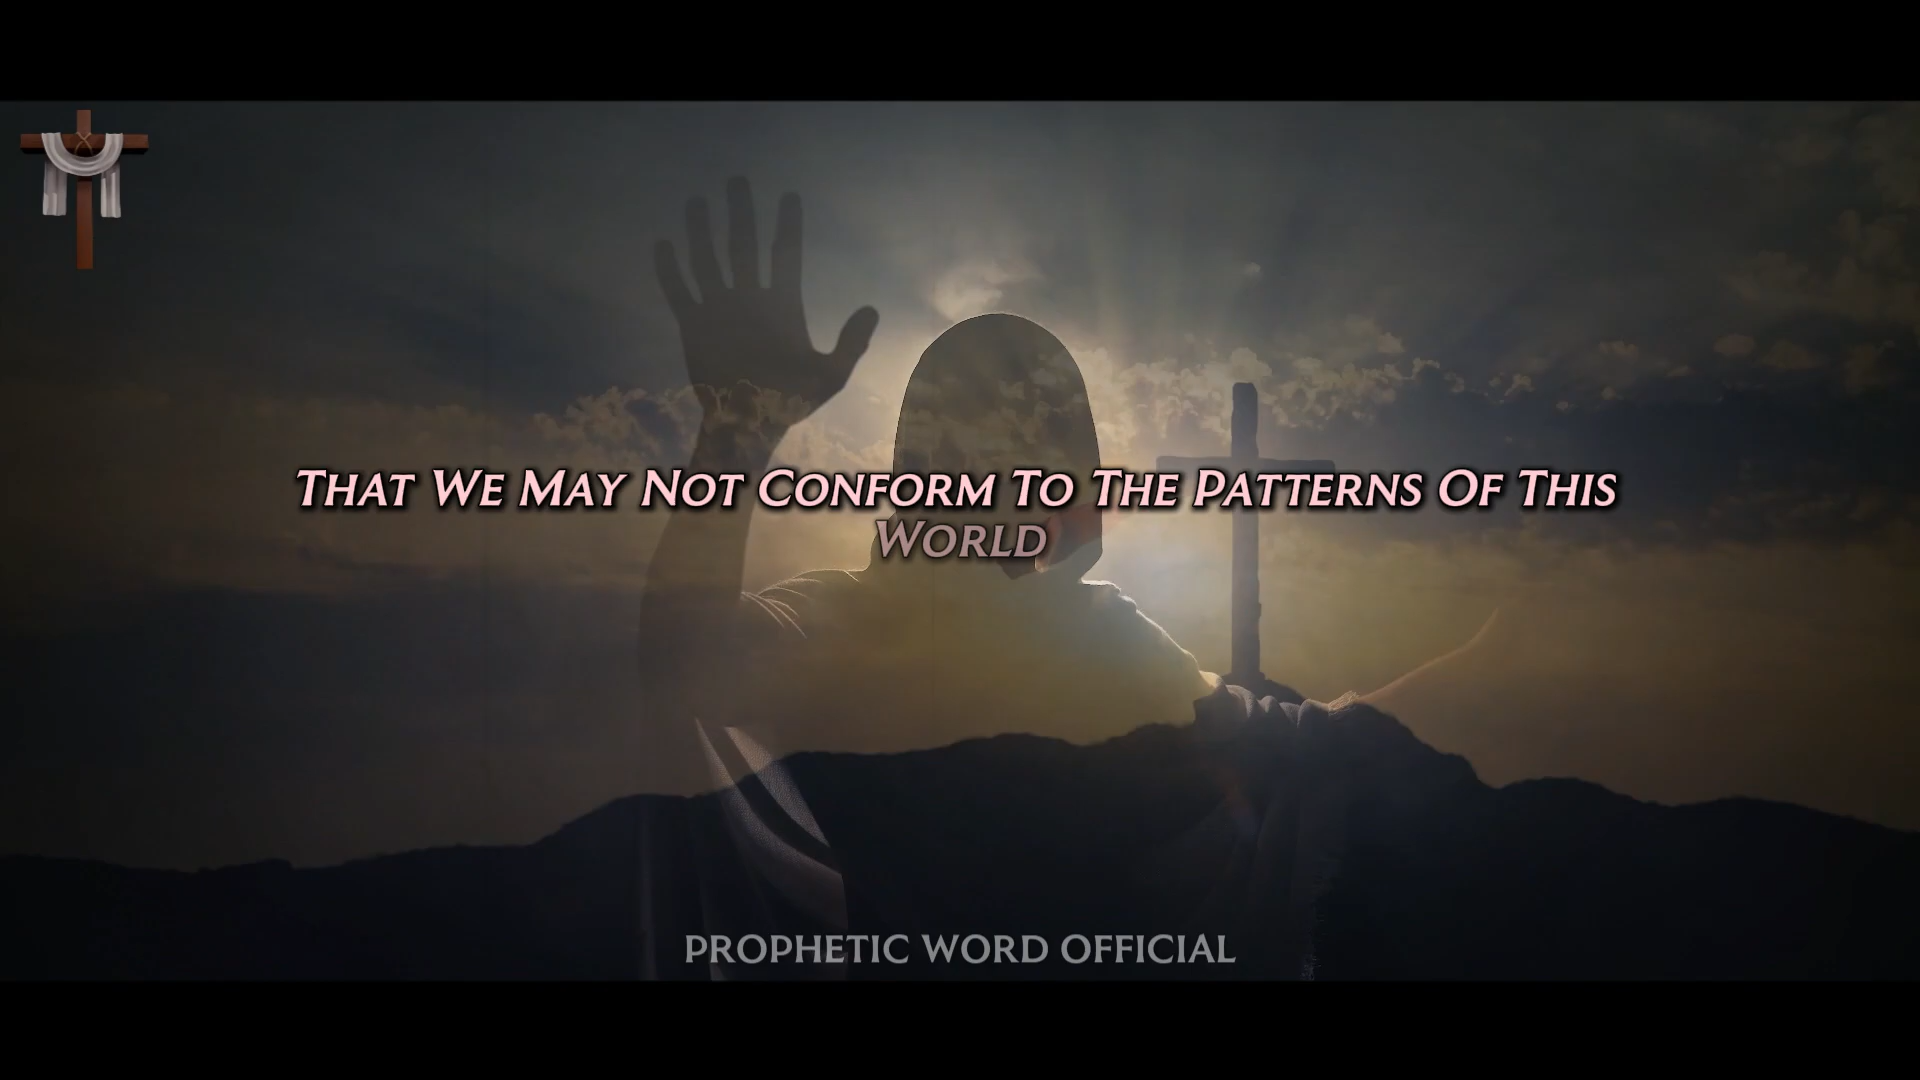 That We May Not Conform To The Patterns Of This
World
PROPHETIC WORD OFFICIAL